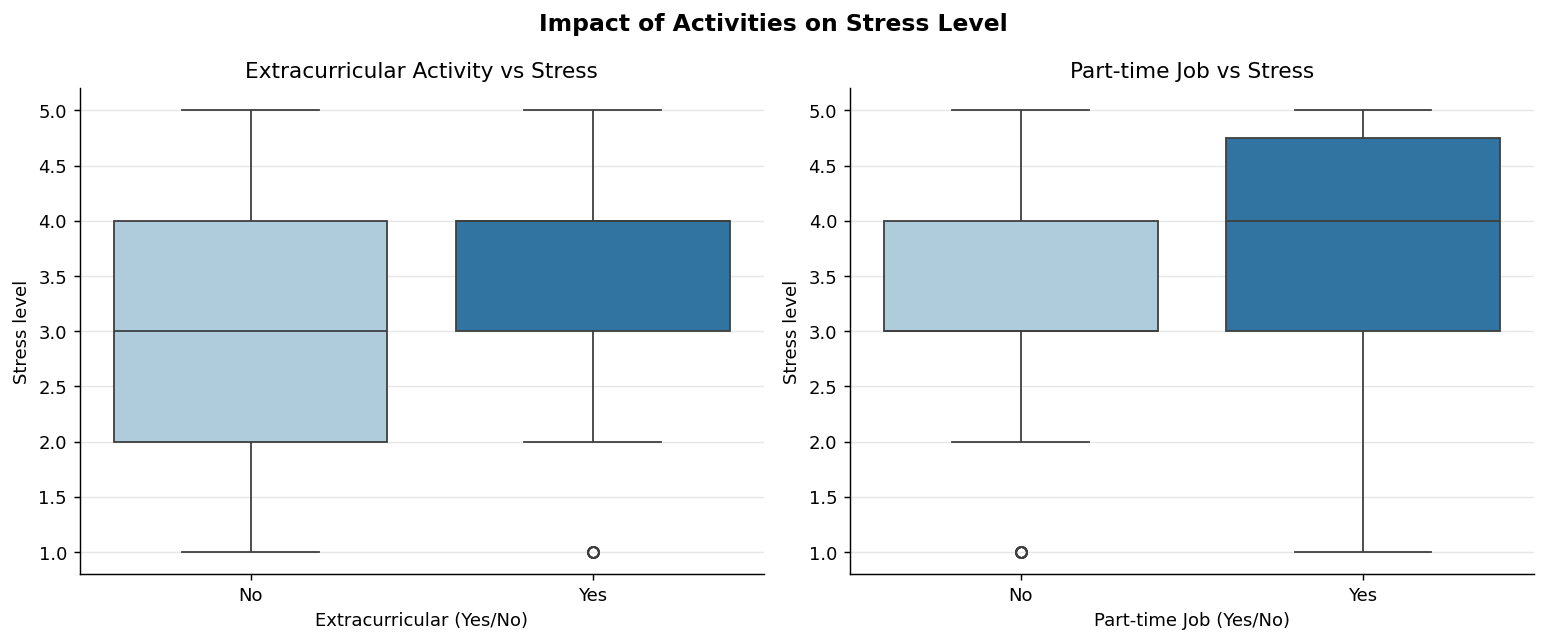 Impact of Activities on Stress Level
Extracurricular Activity vs Stress
Stress level
5.0
4.5
4.0
3.5
3.0
2.5
2.0
1.5
1.0
No
Yes
Extracurricular (Yes/No)
Part-time Job vs Stress
Stress level
5.0
4.5
4.0
3.5
3.0
2.5
2.0
1.5
1.0
No
Yes
Part-time Job (Yes/No)